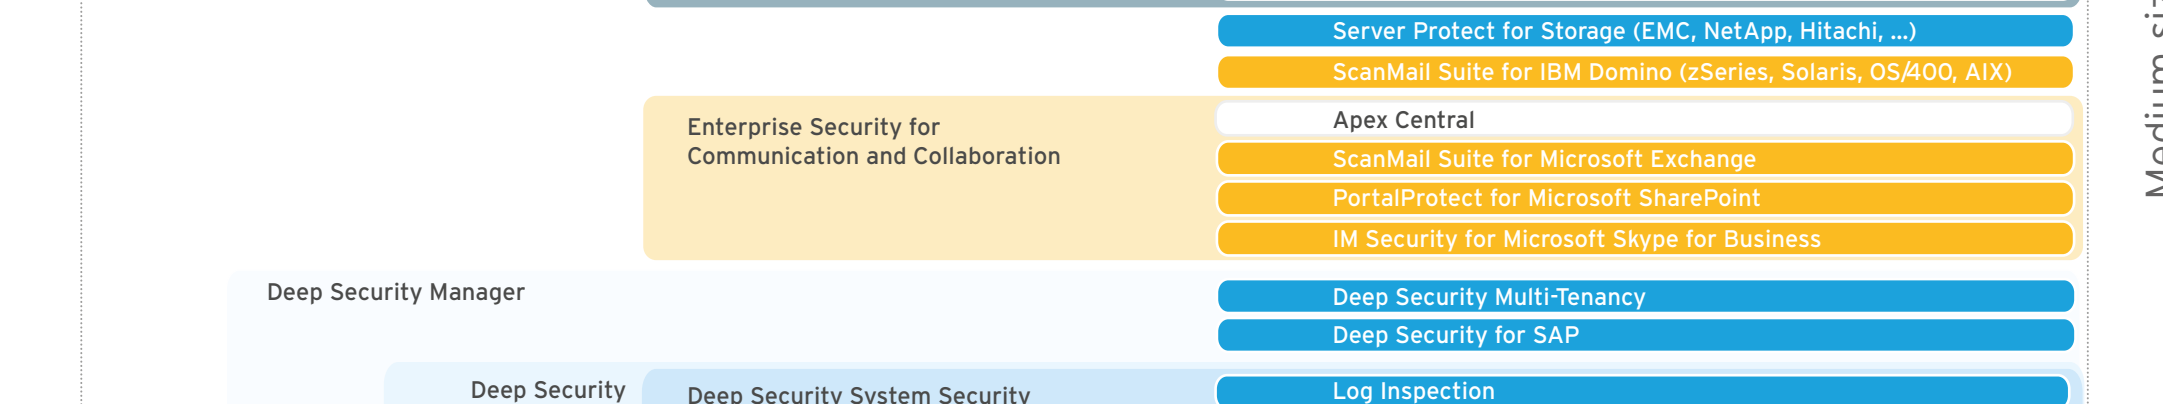 Server Protect for Storage (EMC, NetApp, Hitachi, ...)
ScanMail Suite for IBM Domino (zSeries, Solaris, OS/400, AIX)
Enterprise Security for
Communication and Collaboration
Apex Central
ScanMail Suite for Microsoft Exchange
PortalProtect for Microsoft SharePoint
IM Security for Microsoft Skype for Business
Deep Security Manager
Deep Security Multi-Tenancy
Deep Security for SAP
Deep Security
Deep Security System Security
Log Inspection
Medium